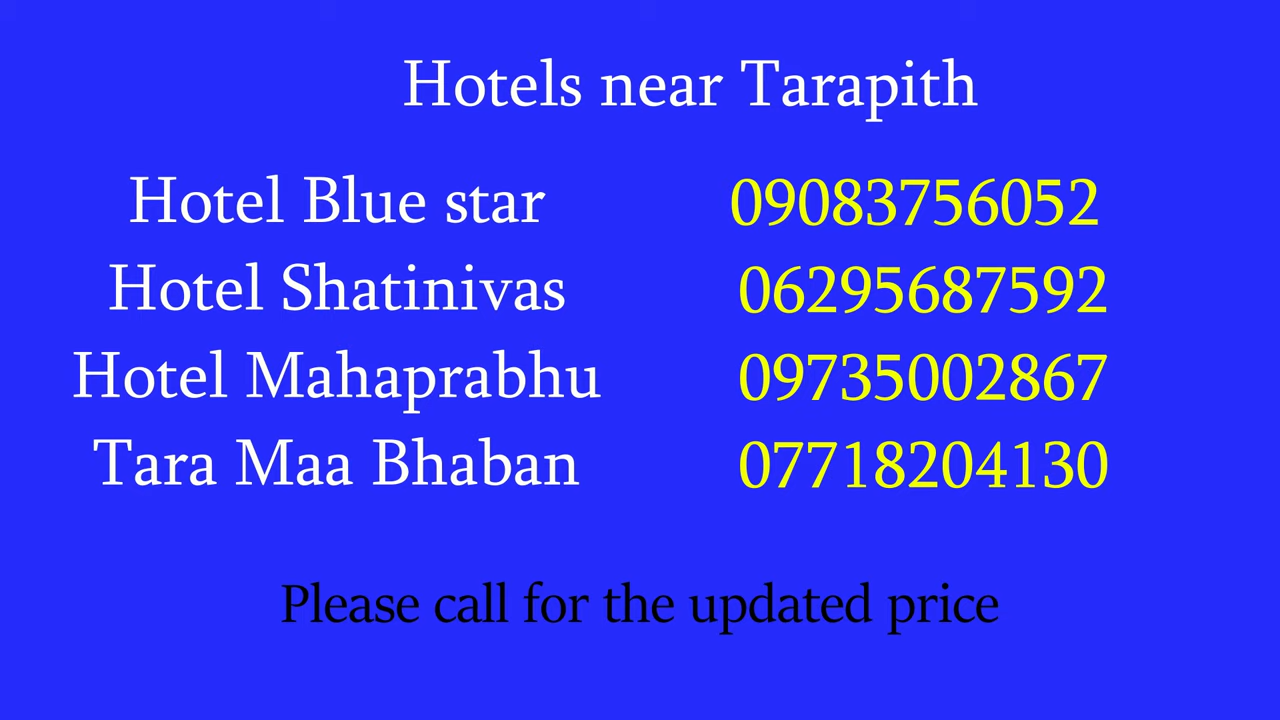 Hotels near Tarapith
Hotel Blue star 09083756052
Hotel Shatinivas 06295687592
Hotel Mahaprabhu 09735002867
Tara Maa Bhaban 07718204130
Please call for the updated price